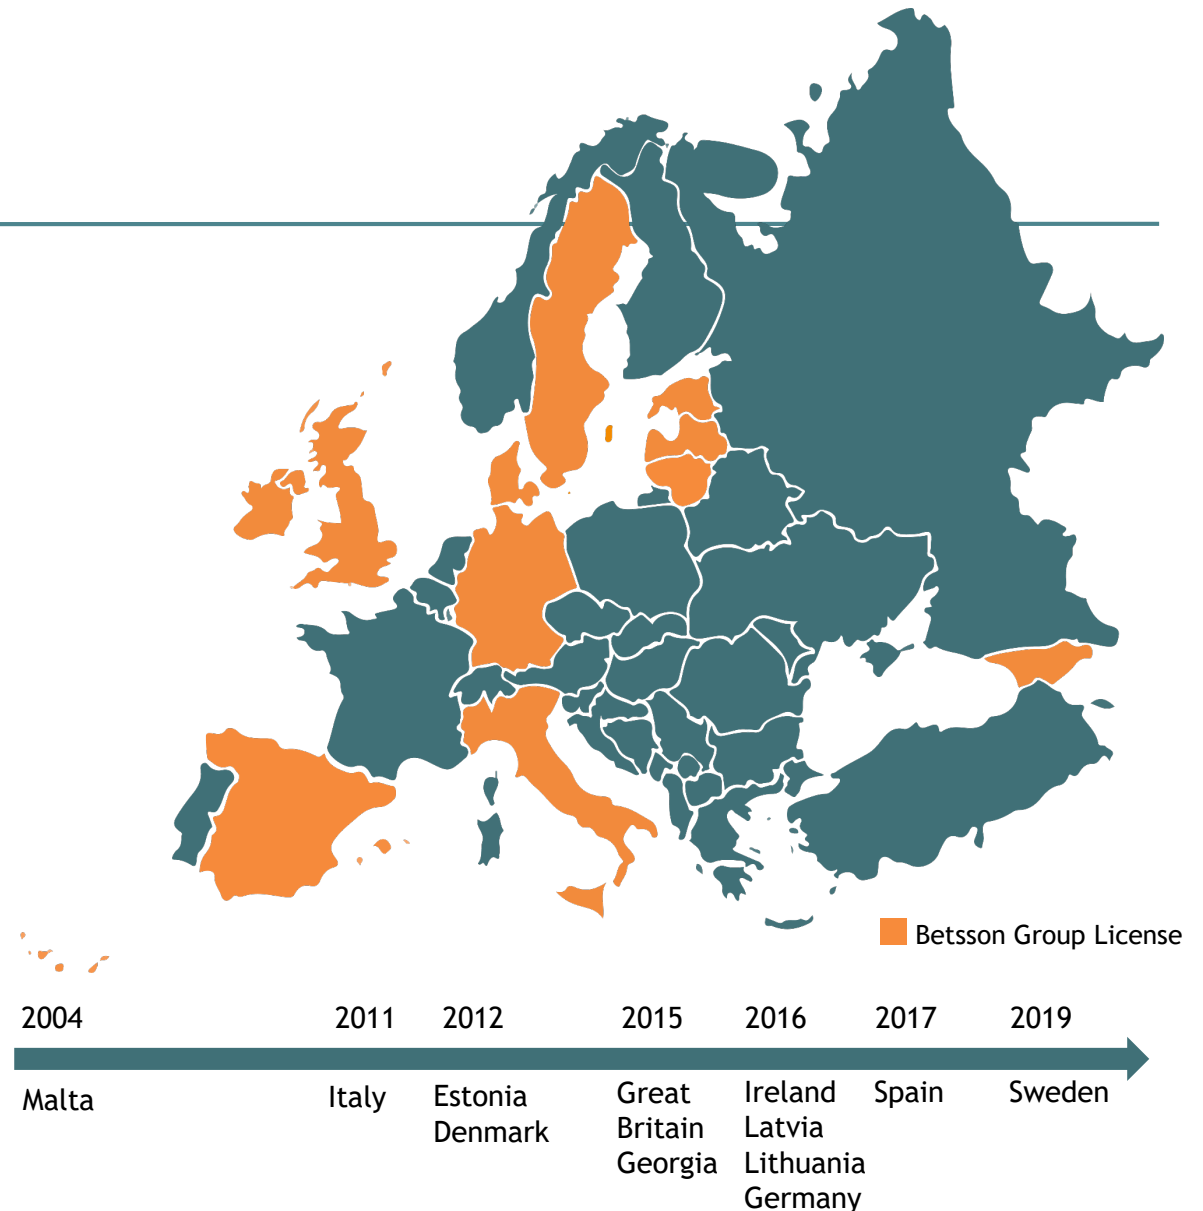 Betsson Group License
2004
2011
2012
2015
2016
2017
2019
Malta
Italy
Estonia
Denmark
Great
Britain
Georgia
Ireland
Latvia
Lithuania
Germany
Spain
Sweden